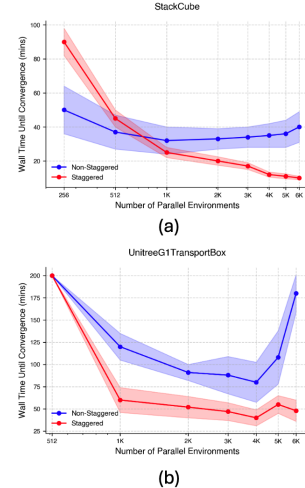 StackCube
Wall Time Until Convergence (mins)
100
80
60
40
20
Non-Staggered
Staggered
256
512
1K
2K
3K
4K
5K
6K
Number of Parallel Environments
(a)
UnitreeG1TransportBox
Wall Time Until Convergence (mins)
200
175
150
125
100
75
50
25
Non-Staggered
Staggered
512
1K
2K
3K
4K
5K
6K
Number of Parallel Environments
(b)